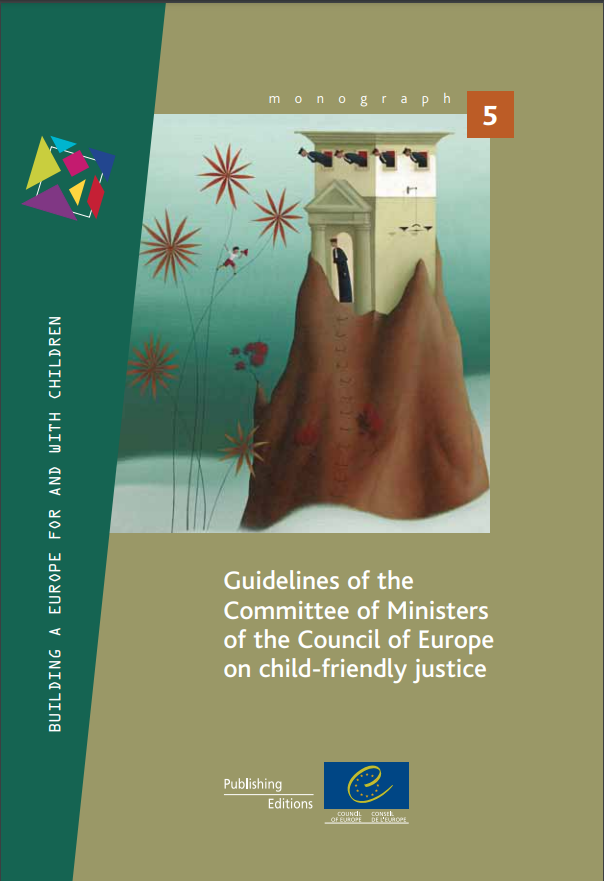 monograph
5
BUILDING A EUROPE FOR AND WITH CHILDREN
Guidelines of the
Committee of Ministers
of the Council of Europe
on child-friendly justice
Publishing
Editions
COUNCIL CONSEIL
OF EUROPE DE L'EUROPE